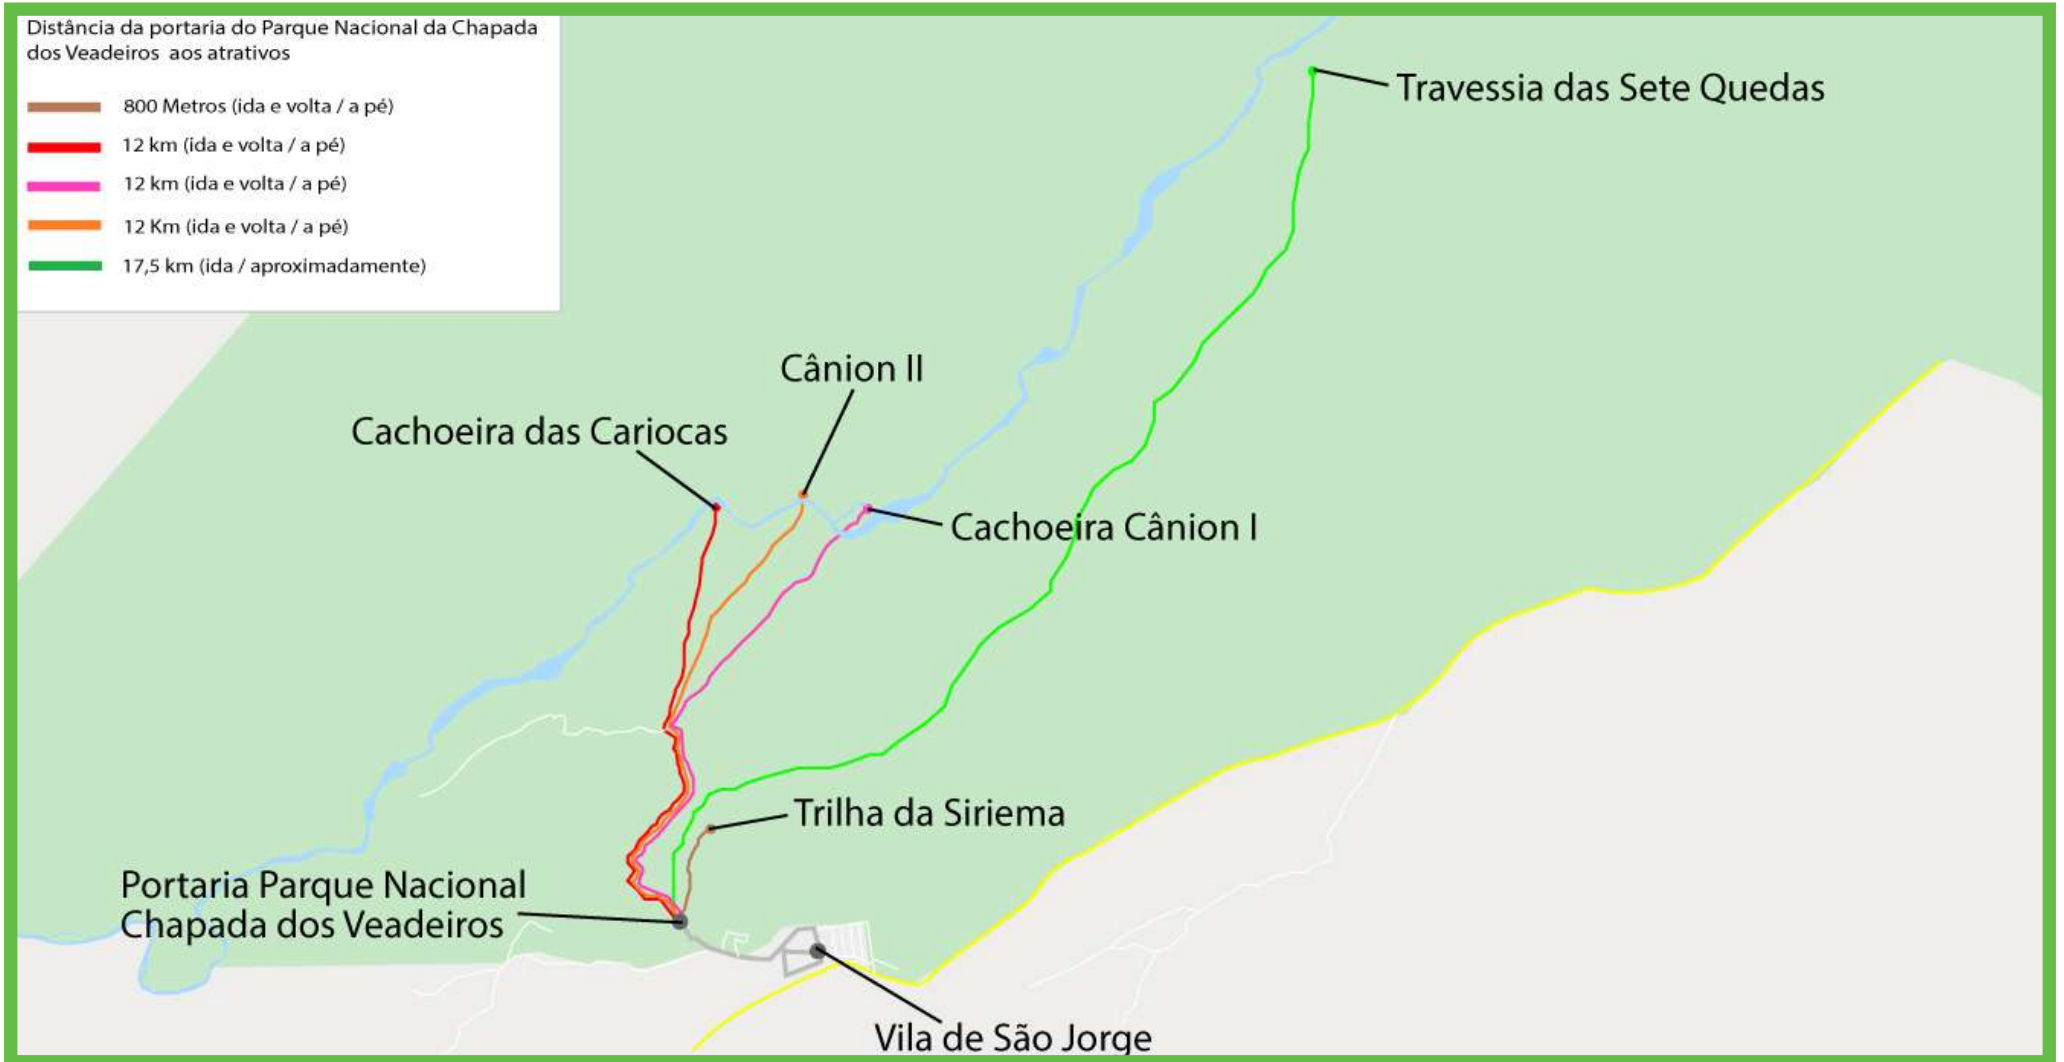 Distância da portaria do Parque Nacional da Chapada
dos Veadeiros aos atrativos
800 Metros (ida e volta / a pé)
12 km (ida e volta / a pé)
12 km (ida e volta / a pé)
12 Km (ida e volta / a pé)
17,5 km (ida / aproximadamente)
Travessia das Sete Quedas
Cânion II
Cachoeira das Cariocas
Cachoeira Cânion I
Trilha da Siriema
Portaria Parque Nacional
Chapada dos Veadeiros
Vila de São Jorge